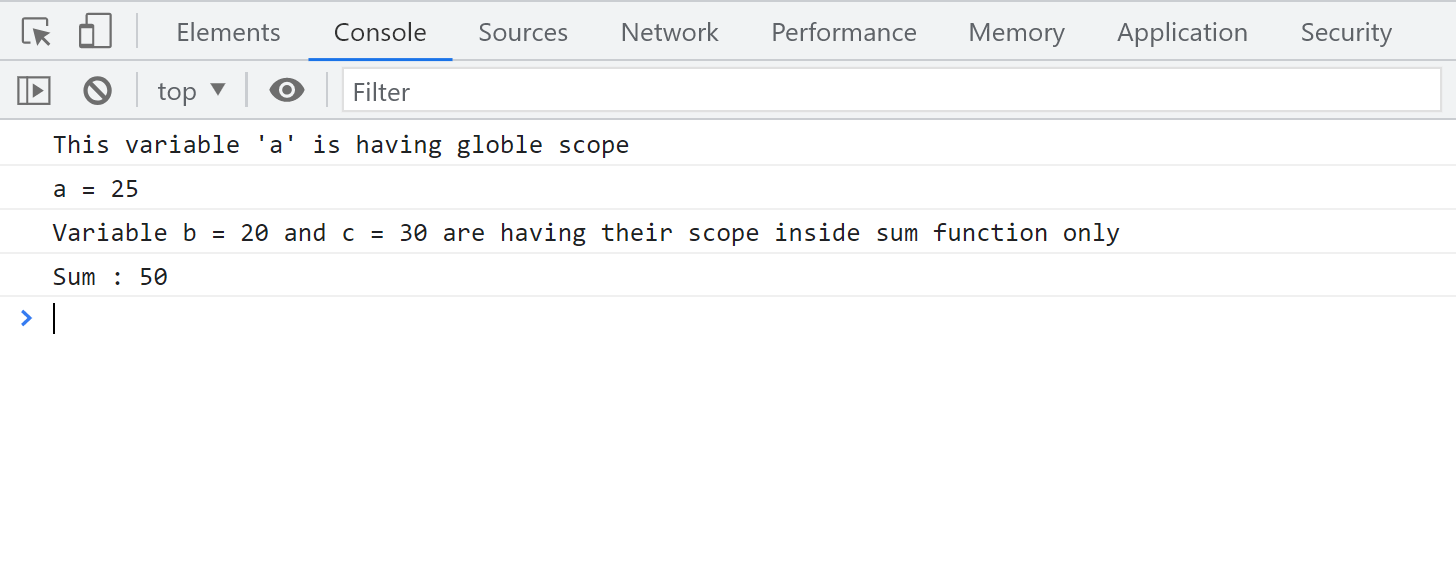 Elements Console Sources Network Performance Memory Application Security
top Filter
This variable 'a' is having globle scope
a = 25
Variable b = 20 and c = 30 are having their scope inside sum function only
Sum : 50